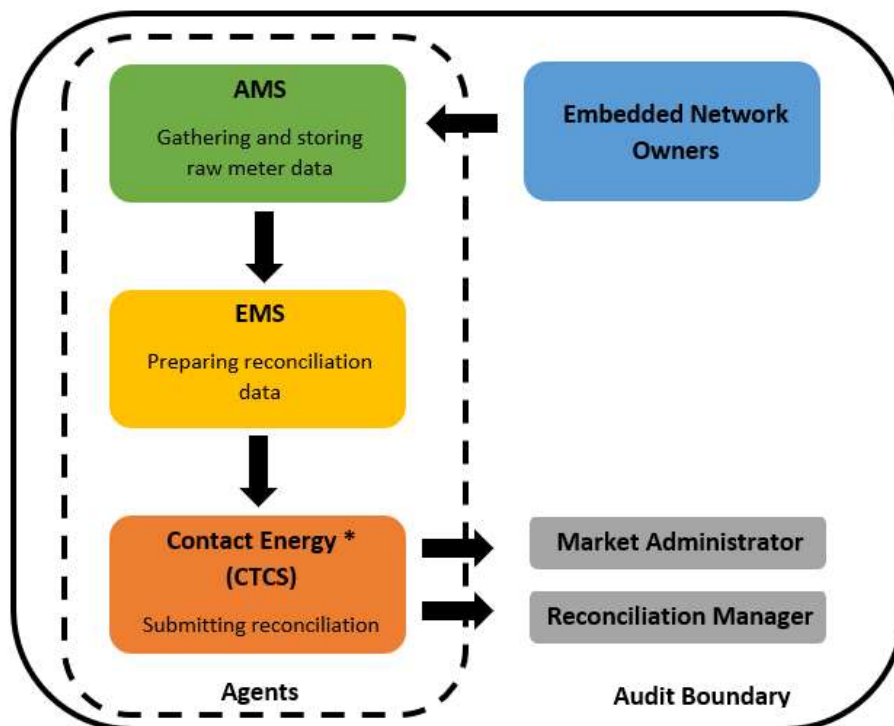 AMS
Gathering and storing
raw meter data
Embedded Network
Owners
EMS
Preparing reconciliation
data
Contact Energy *
(CTCS)
Submitting reconciliation
Market Administrator
Reconciliation Manager
Agents
Audit Boundary